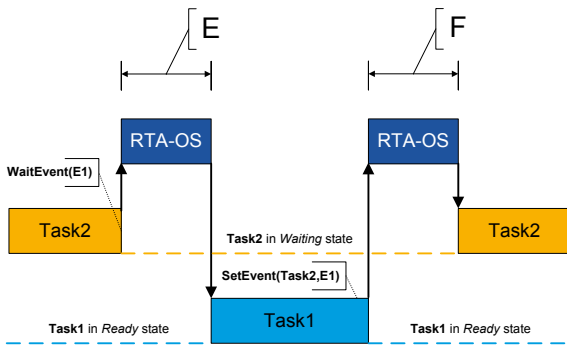 E
F
RTA-OS
RTA-OS
WaitEvent(E1)
Task2
Task2
Task2 in Waiting state
SetEvent(Task2,E1)
Task1
Task1 in Ready state
Task1 in Ready state